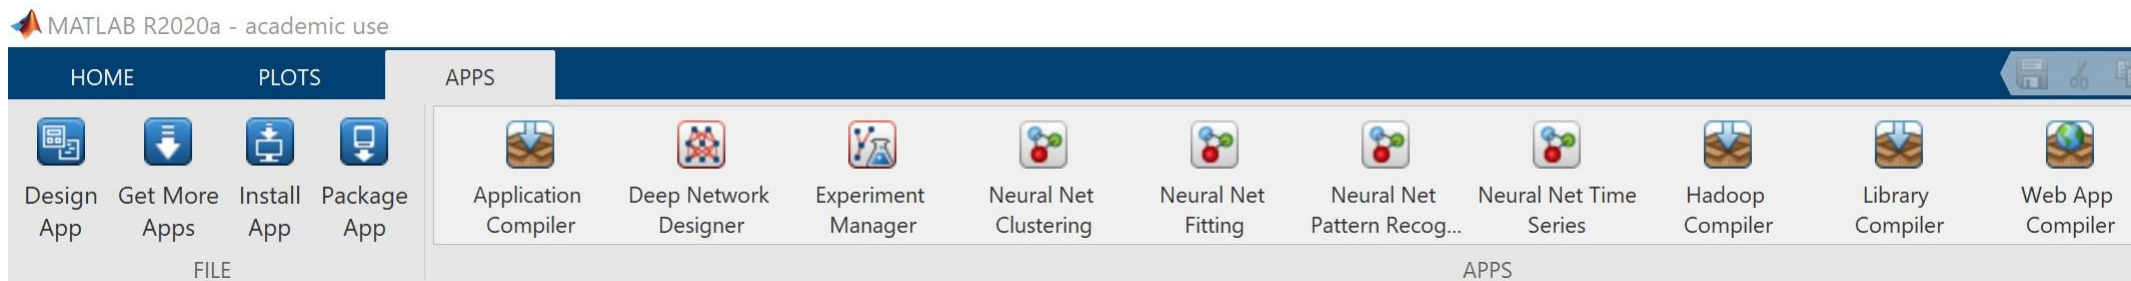 MATLAB R2020a - academic use
HOME PLOTS APPS
Design App
Get More Apps
Install App
Package App
Application Compiler
Deep Network Designer
Experiment Manager
Neural Net Clustering
Neural Net Fitting
Neural Net Pattern Recog...
Neural Net Time Series
Hadoop Compiler
Library Compiler
Web App Compiler
FILE APPS